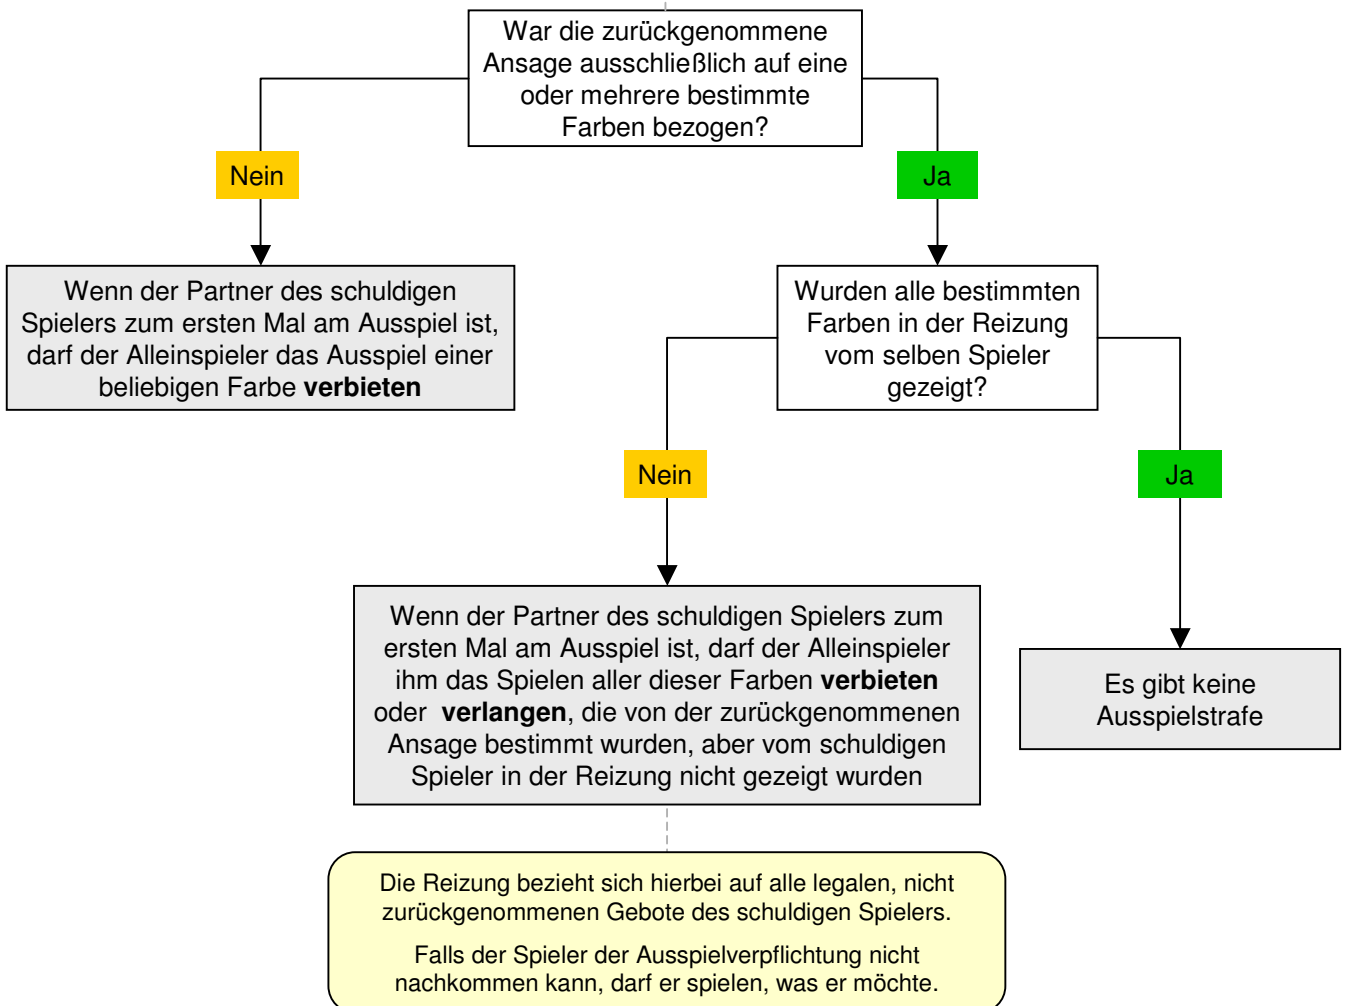 War die zurückgenommene
Ansage ausschließlich auf eine
oder mehrere bestimmte
Farben bezogen?
Nein
Ja
Wenn der Partner des schuldigen
Spielers zum ersten Mal am Ausspiel ist,
darf der Alleinspieler das Ausspiel einer
beliebigen Farbe verbieten
Wurden alle bestimmten
Farben in der Reizung
vom selben Spieler
gezeigt?
Nein
Ja
Wenn der Partner des schuldigen Spielers zum
ersten Mal am Ausspiel ist, darf der Alleinspieler
ihm das Spielen aller dieser Farben verbieten
oder verlangen, die von der zurückgenommenen
Ansage bestimmt wurden, aber vom schuldigen
Spieler in der Reizung nicht gezeigt wurden
Es gibt keine
Ausspielstrafe
Die Reizung bezieht sich hierbei auf alle legalen, nicht
zurückgenommenen Gebote des schuldigen Spielers.
Falls der Spieler der Ausspielverpflichtung nicht
nachkommen kann, darf er spielen, was er möchte.